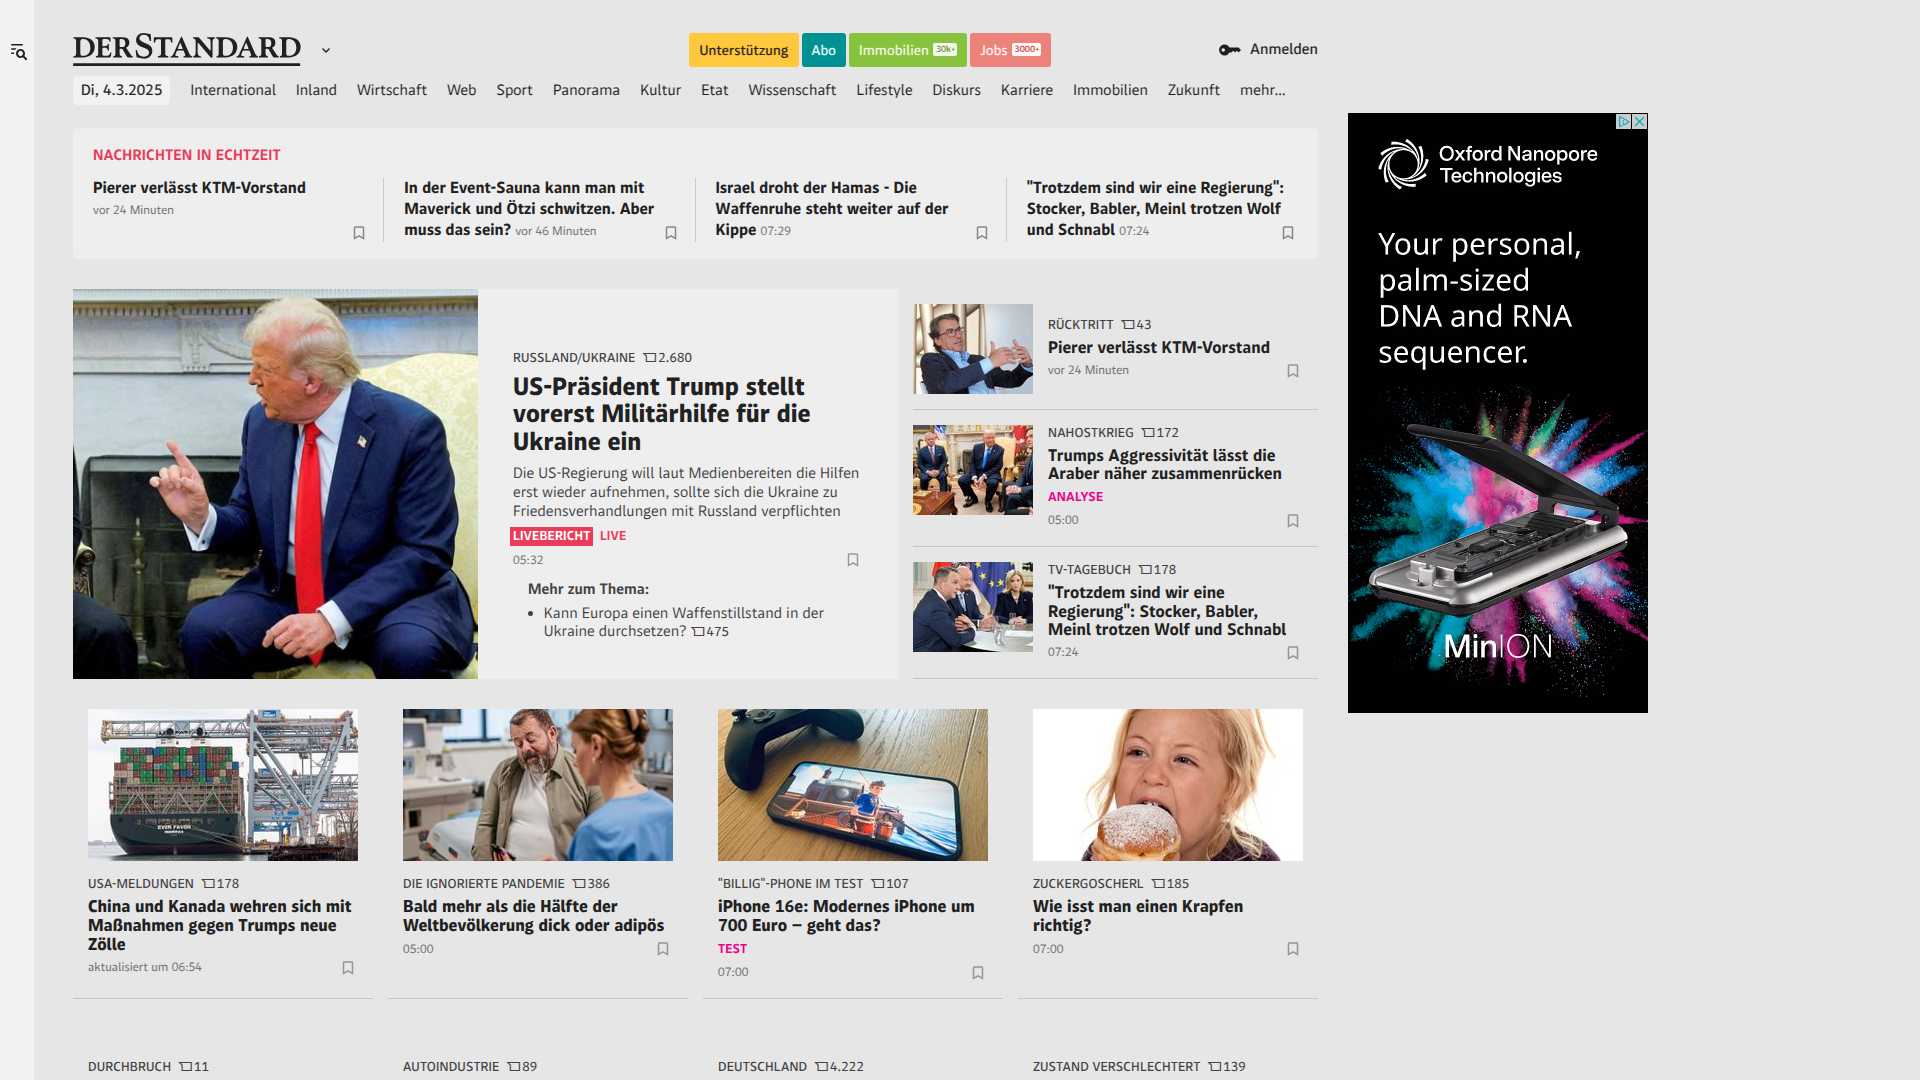 DERSTANDARD
Unterstützung
Abo
Immobilien 30k+
Jobs 3000+
Anmelden
Di, 4.3.2025
International
Inland
Wirtschaft
Web
Sport
Panorama
Kultur
Etat
Wissenschaft
Lifestyle
Diskurs
Karriere
Immobilien
Zukunft
mehr...
NACHRICHTEN IN ECHTZEIT
Pierer verlässt KTM-Vorstand
vor 24 Minuten
In der Event-Sauna kann man mit
Maverick und Ötzi schwitzen. Aber
muss das sein? vor 46 Minuten
Israel droht der Hamas - Die
Waffenruhe steht weiter auf der
Kippe 07:29
"Trotzdem sind wir eine Regierung":
Stocker, Babler, Meinl trotzen Wolf
und Schnabl 07:24
RUSSLAND/UKRAINE 2.680
US-Präsident Trump stellt
vorerst Militärhilfe für die
Ukraine ein
Die US-Regierung will laut Medienbereiten die Hilfen
erst wieder aufnehmen, sollte sich die Ukraine zu
Friedensverhandlungen mit Russland verpflichten
LIVEBERICHT LIVE
05:32
Mehr zum Thema:
• Kann Europa einen Waffenstillstand in der
Ukraine durchsetzen? 475
RÜCKTRITT 43
Pierer verlässt KTM-Vorstand
vor 24 Minuten
NAHOSTKRIEG 172
Trumps Aggressivität lässt die
Araber näher zusammenrücken
ANALYSE
05:00
TV-TAGEBUCH 178
"Trotzdem sind wir eine
Regierung": Stocker, Babler,
Meinl trotzen Wolf und Schnabl
07:24
Oxford Nanopore
Technologies
Your personal,
palm-sized
DNA and RNA
sequencer.
MinION
EVER FAVOR
USA-MELDUNGEN 178
China und Kanada wehren sich mit
Maßnahmen gegen Trumps neue
Zölle
aktualisiert um 06:54
DIE IGNORIERTE PANDEMIE 386
Bald mehr als die Hälfte der
Weltbevölkerung dick oder adipös
05:00
"BILLIG"-PHONE IM TEST 107
iPhone 16e: Modernes iPhone um
700 Euro – geht das?
TEST
07:00
ZUCKERGOSCHERL 185
Wie isst man einen Krapfen
richtig?
07:00
DURCHBRUCH 11
AUTOINDUSTRIE 89
DEUTSCHLAND 4.222
ZUSTAND VERSCHLECHTERT 139